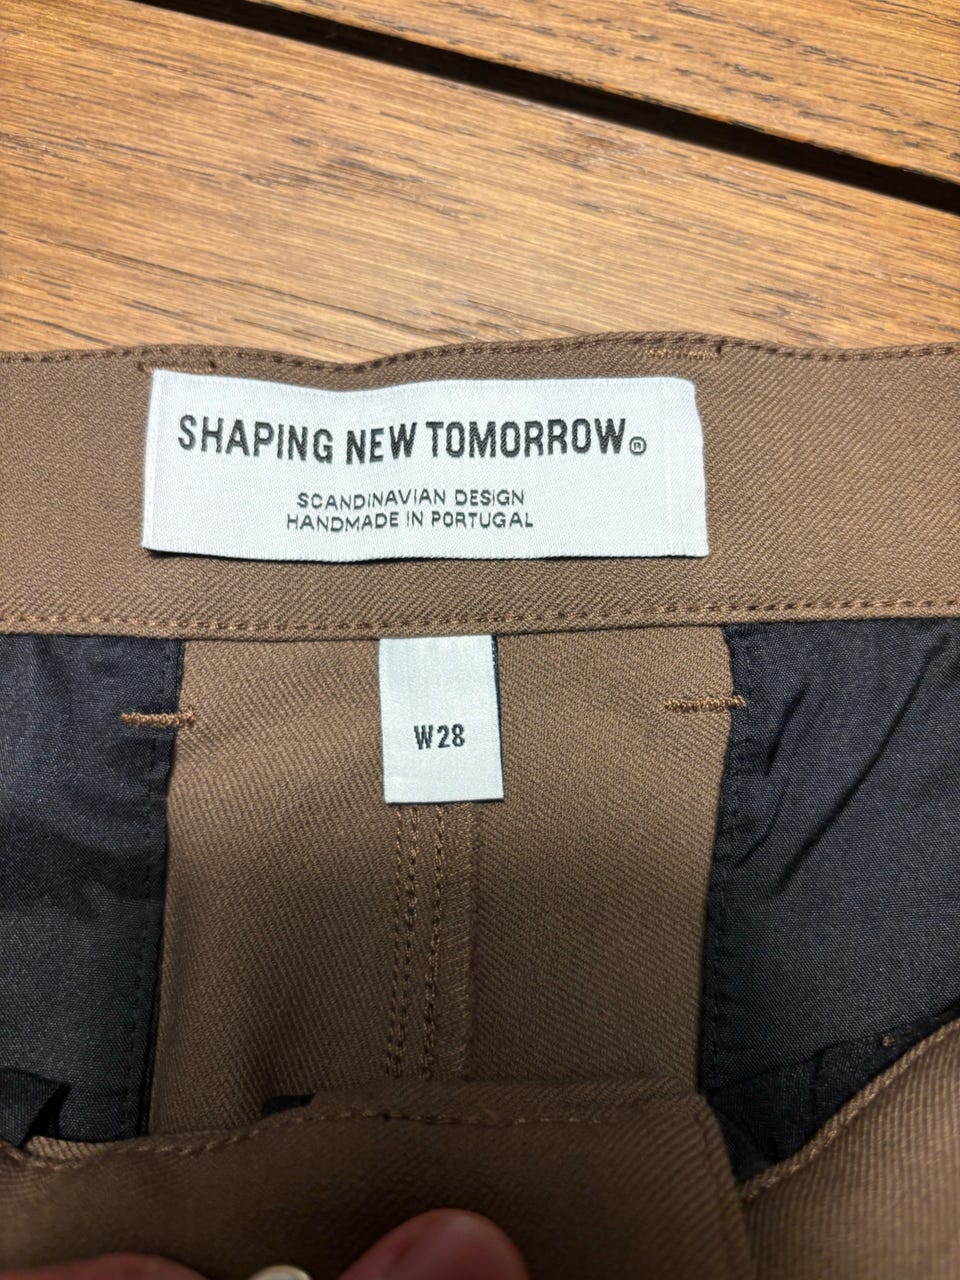 SHAPING NEW TOMORROW®
SCANDINAVIAN DESIGN
HANDMADE IN PORTUGAL
W28